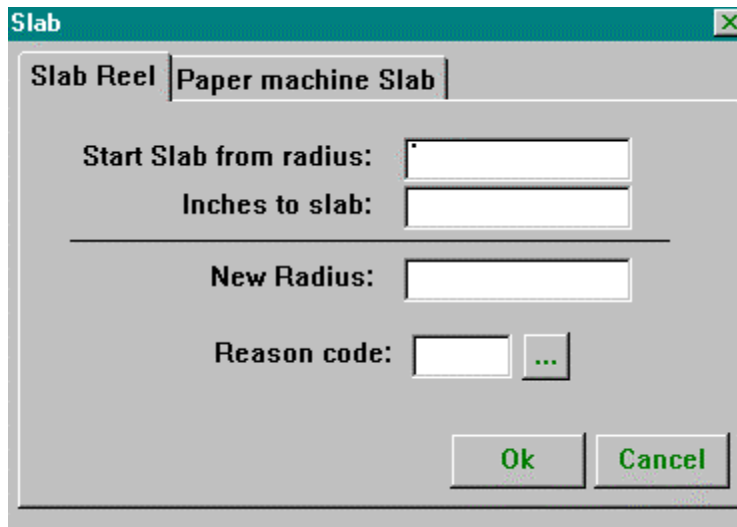 Slab
Slab Reel Paper machine Slab
Start Slab from radius:
Inches to slab:
New Radius:
Reason code: ...
Ok Cancel